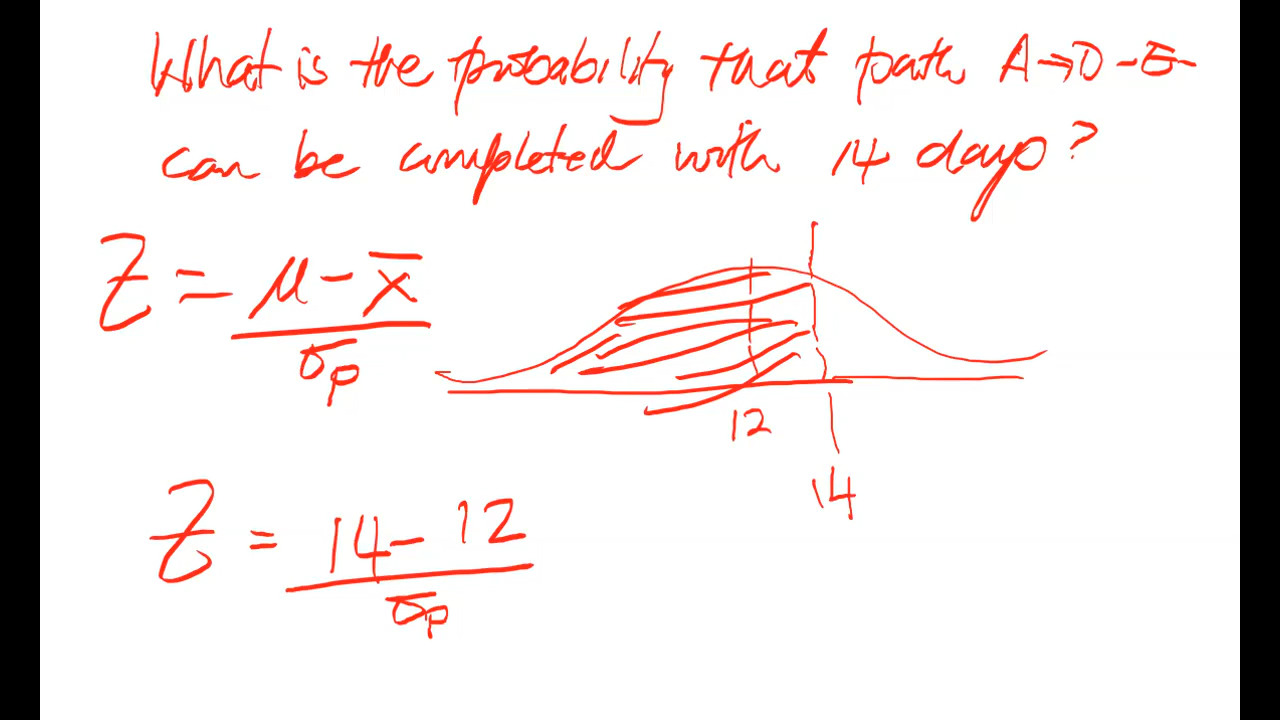 What is the probability that path A→D-E-
can be completed with 14 days?
Z = μ - x̄
σp
12
14
Z = 14 - 12
σp